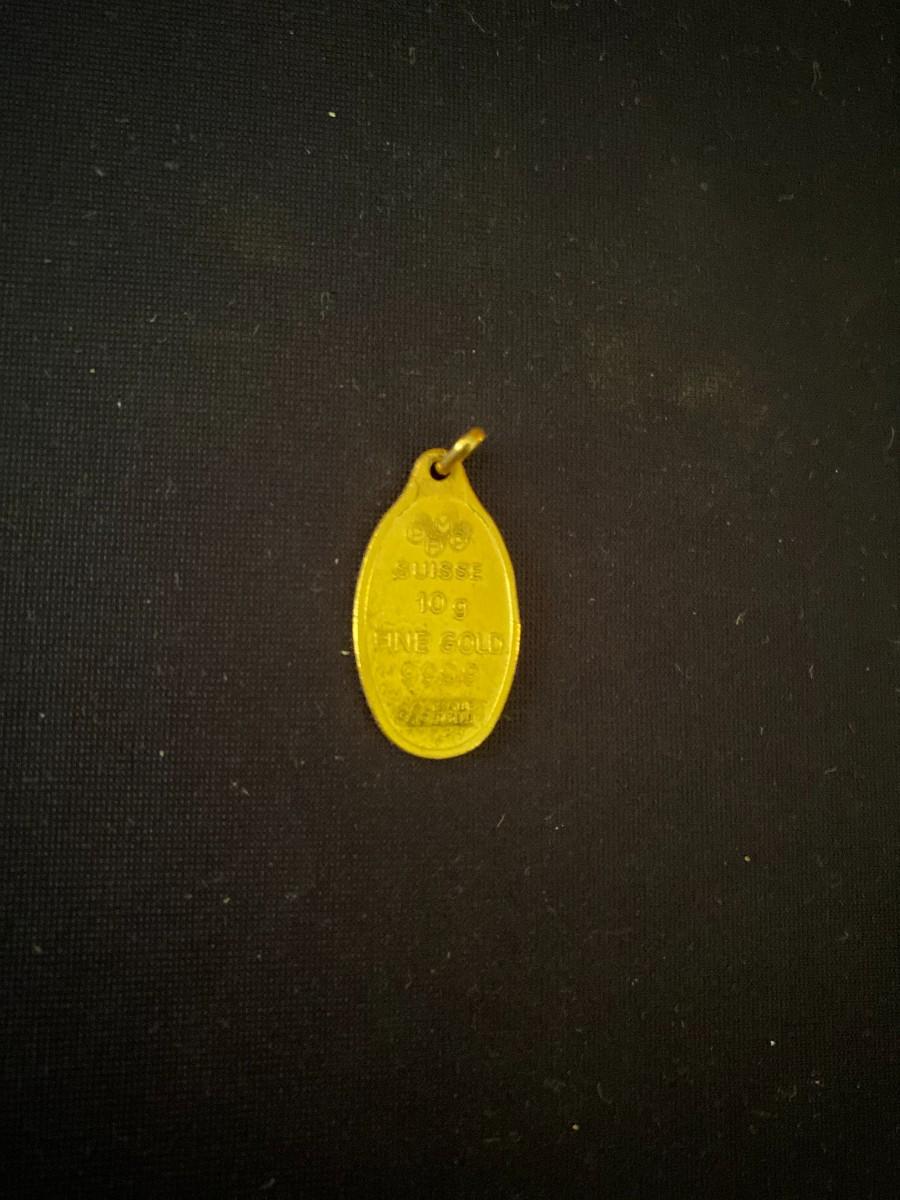 SUISSE
10 g
FINE GOLD
999.9